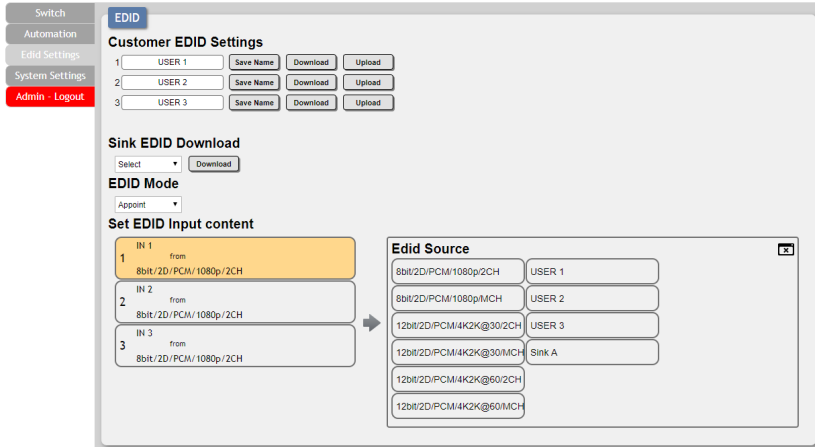 Switch
Automation
Edid Settings
System Settings
Admin - Logout
EDID
Customer EDID Settings
1 USER 1 Save Name Download Upload
2 USER 2 Save Name Download Upload
3 USER 3 Save Name Download Upload
Sink EDID Download
Select Download
EDID Mode
Appoint
Set EDID Input content
IN 1
1 from
8bit/2D/PCM/1080p/2CH
IN 2
2 from
8bit/2D/PCM/1080p/2CH
IN 3
3 from
8bit/2D/PCM/1080p/2CH
Edid Source
8bit/2D/PCM/1080p/2CH USER 1
8bit/2D/PCM/1080p/MCH USER 2
12bit/2D/PCM/4K2K@30/2CH USER 3
12bit/2D/PCM/4K2K@30/MCH Sink A
12bit/2D/PCM/4K2K@60/2CH
12bit/2D/PCM/4K2K@60/MCH